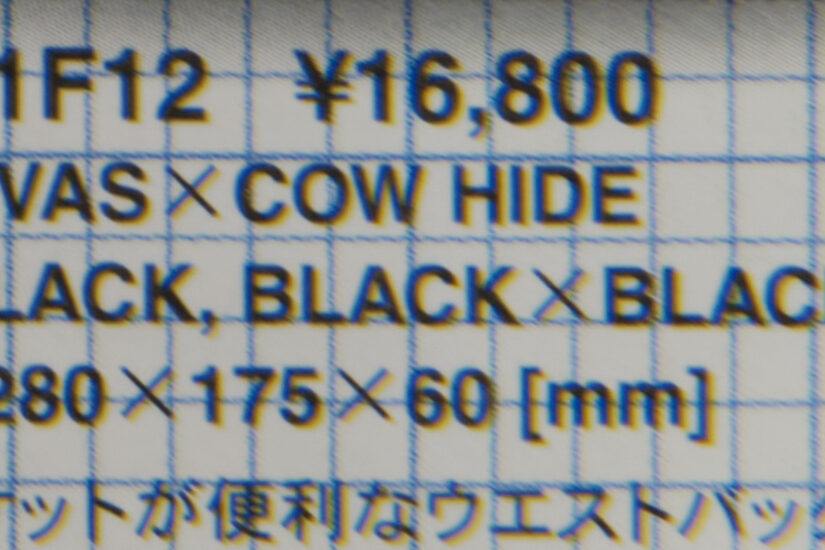 1F12 ¥16,800
VAS×COW HIDE
LACK, BLACK×BLAC
280×175×60 [mm]
ケットが便利なウエストバッグ